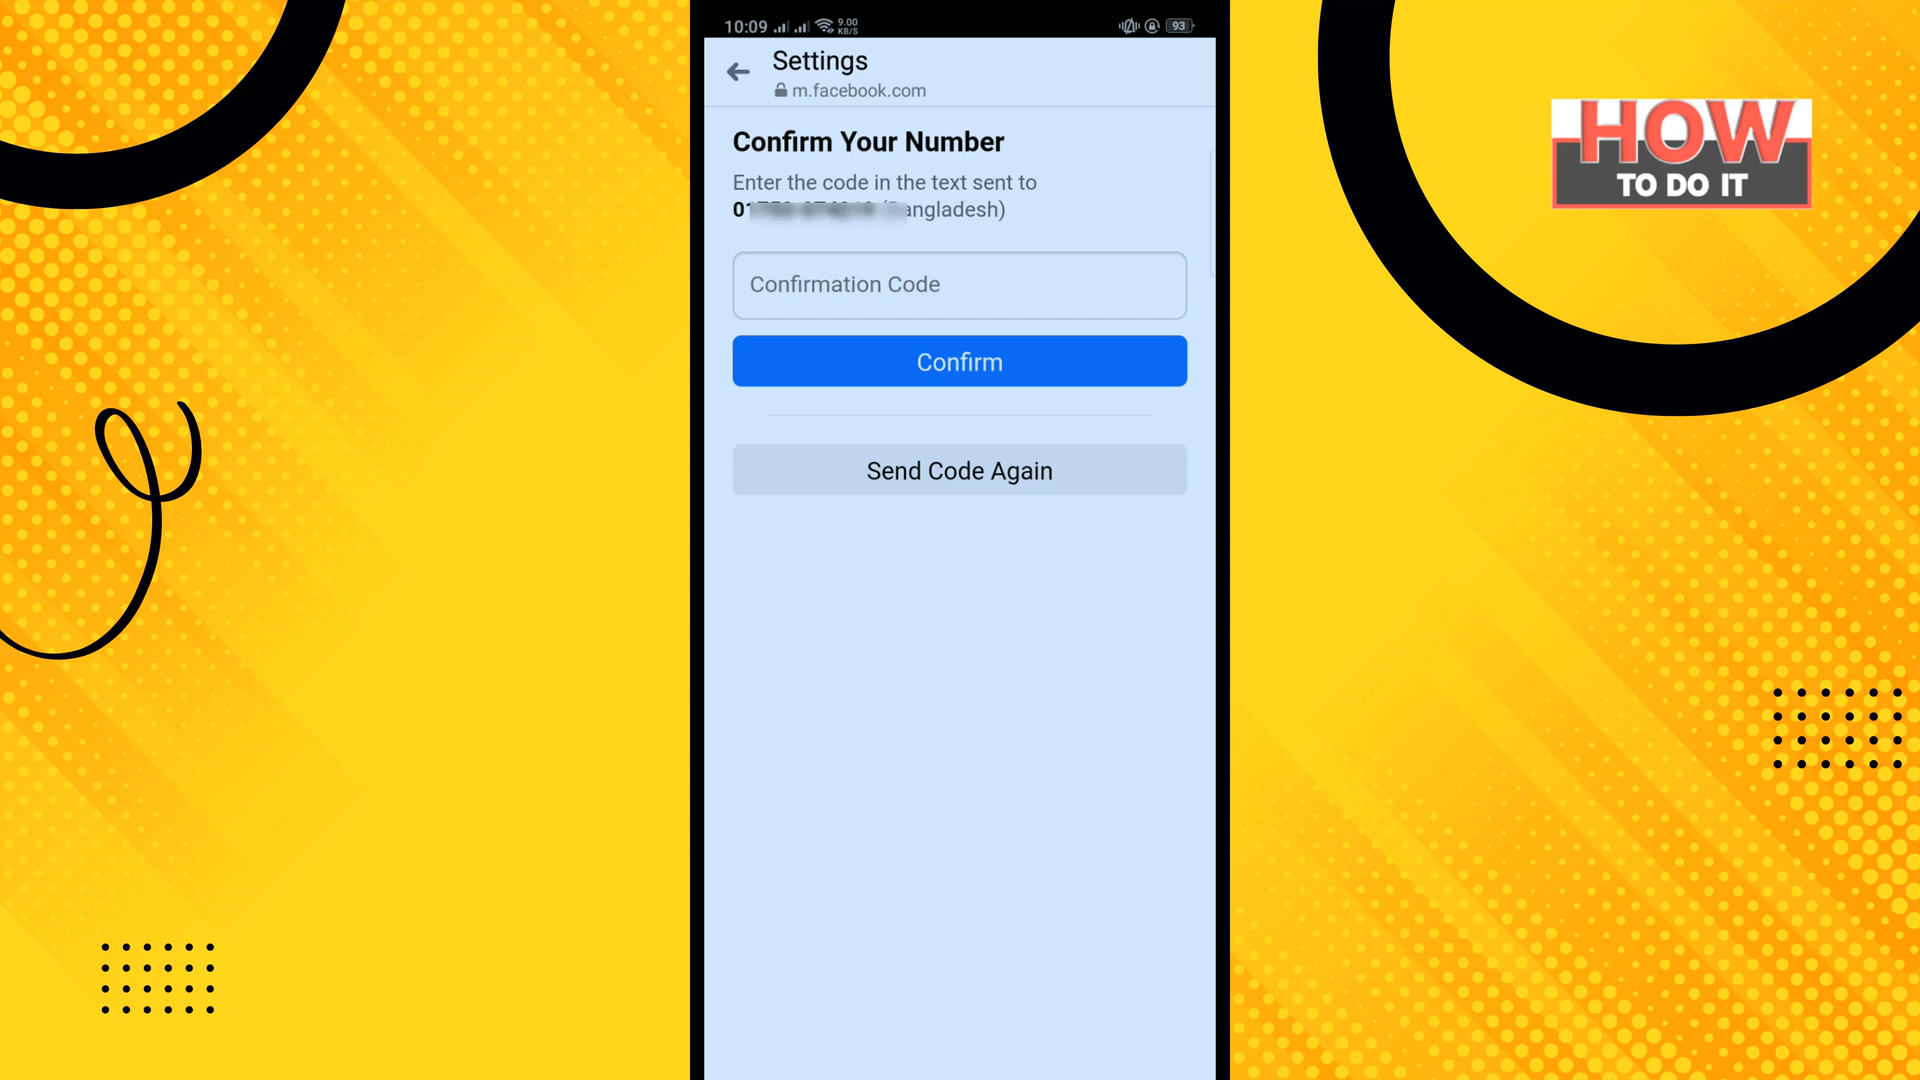 10:09 9.00 KB/S 93
Settings
m.facebook.com
Confirm Your Number
Enter the code in the text sent to
01 angladesh)
Confirmation Code
Confirm
Send Code Again
HOW
TO DO IT